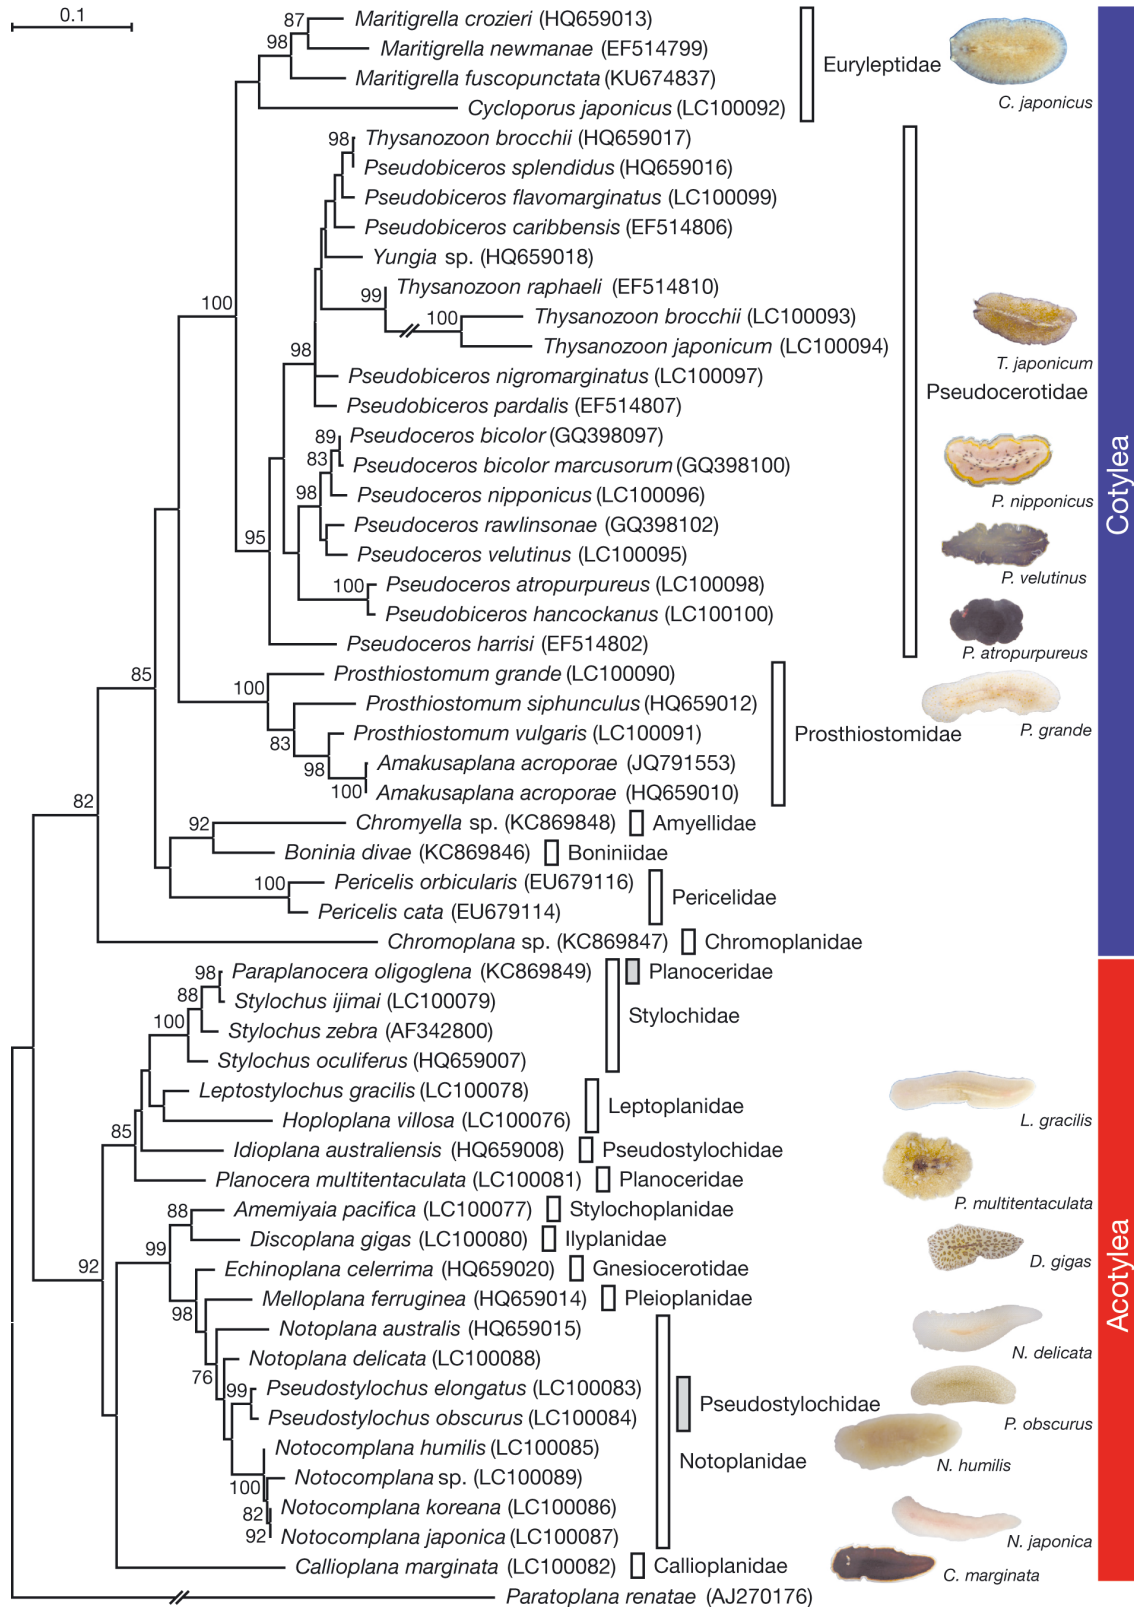 0.1
87
98
Maritigrella crozieri (HQ659013)
Maritigrella newmanae (EF514799)
Maritigrella fuscopunctata (KU674837)
Cycloporus japonicus (LC100092)
Euryleptidae
C. japonicus
98
Thysanozoon brocchii (HQ659017)
Pseudobiceros splendidus (HQ659016)
Pseudobiceros flavomarginatus (LC100099)
Pseudobiceros caribbensis (EF514806)
Yungia sp. (HQ659018)
99
Thysanozoon raphaeli (EF514810)
100
100
Thysanozoon brocchii (LC100093)
Thysanozoon japonicum (LC100094)
98
T. japonicum
Pseudobiceros nigromarginatus (LC100097)
Pseudobiceros pardalis (EF514807)
Pseudocerotidae
89
Pseudoceros bicolor (GQ398097)
83
Pseudoceros bicolor marcusorum (GQ398100)
98
Pseudoceros nipponicus (LC100096)
P. nipponicus
Pseudoceros rawlinsonae (GQ398102)
95
Pseudoceros velutinus (LC100095)
P. velutinus
100
Pseudoceros atropurpureus (LC100098)
Pseudobiceros hancockanus (LC100100)
Pseudoceros harrisi (EF514802)
P. atropurpureus
Cotylea
85
100
Prosthiostomum grande (LC100090)
Prosthiostomum siphunculus (HQ659012)
83
Prosthiostomum vulgaris (LC100091)
98
Amakusaplana acroporae (JQ791553)
100
Amakusaplana acroporae (HQ659010)
Prosthiostomidae
P. grande
82
92
Chromyella sp. (KC869848)
Amyellidae
Boninia divae (KC869846)
Boniniidae
100
Pericelis orbicularis (EU679116)
Pericelis cata (EU679114)
Pericelidae
Chromoplana sp. (KC869847)
Chromoplanidae
98
Paraplanocera oligoglena (KC869849)
Planoceridae
88
Stylochus ijimai (LC100079)
Stylochidae
100
Stylochus zebra (AF342800)
Stylochus oculiferus (HQ659007)
Leptostylochus gracilis (LC100078)
Leptoplanidae
Hoploplana villosa (LC100076)
L. gracilis
85
Idioplana australiensis (HQ659008)
Pseudostylochidae
Planocera multitentaculata (LC100081)
Planoceridae
P. multitentaculata
88
Amemiyaia pacifica (LC100077)
Stylochoplanidae
99
Discoplana gigas (LC100080)
Ilyplanidae
92
Echinoplana celerrima (HQ659020)
Gnesiocerotidae
D. gigas
98
Melloplana ferruginea (HQ659014)
Pleioplanidae
Acotylea
Notoplana australis (HQ659015)
Notoplana delicata (LC100088)
N. delicata
76
99
Pseudostylochus elongatus (LC100083)
Pseudostylochus obscurus (LC100084)
Pseudostylochidae
P. obscurus
Notocomplana humilis (LC100085)
Notoplanidae
N. humilis
100
Notocomplana sp. (LC100089)
82
Notocomplana koreana (LC100086)
92
Notocomplana japonica (LC100087)
N. japonica
Callioplana marginata (LC100082)
Callioplanidae
C. marginata
Paratoplana renatae (AJ270176)